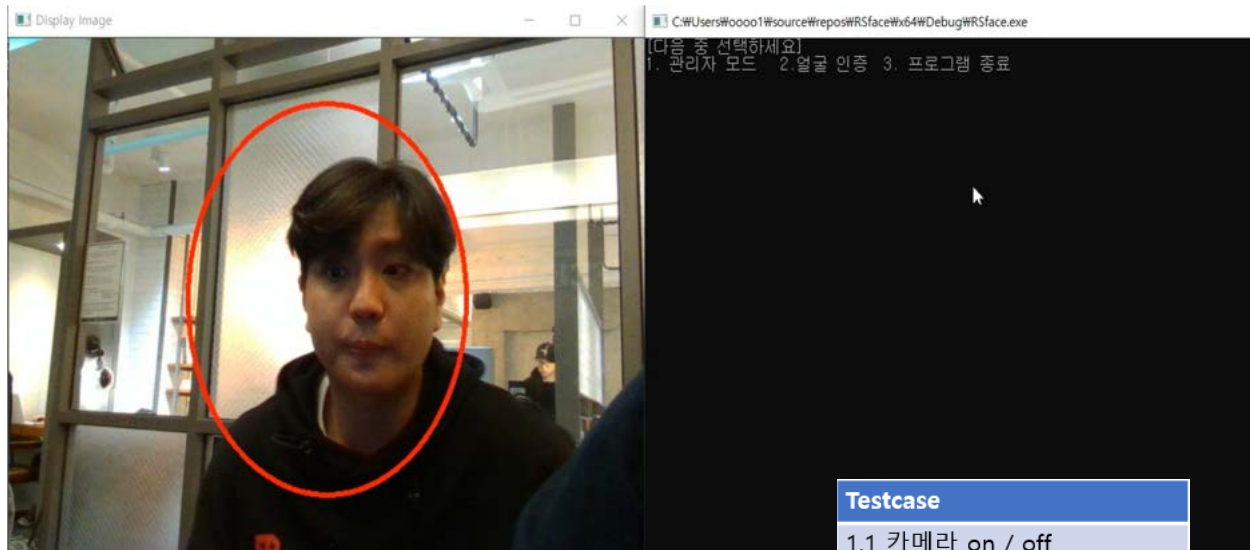 Display Image
C:₩Users₩oooo1₩source₩repos₩RSface₩x64₩Debug₩RSface.exe
[다음 중 선택하세요]
1. 관리자 모드 2.얼굴 인증 3. 프로그램 종료
Testcase
1.1 카메라 on / off